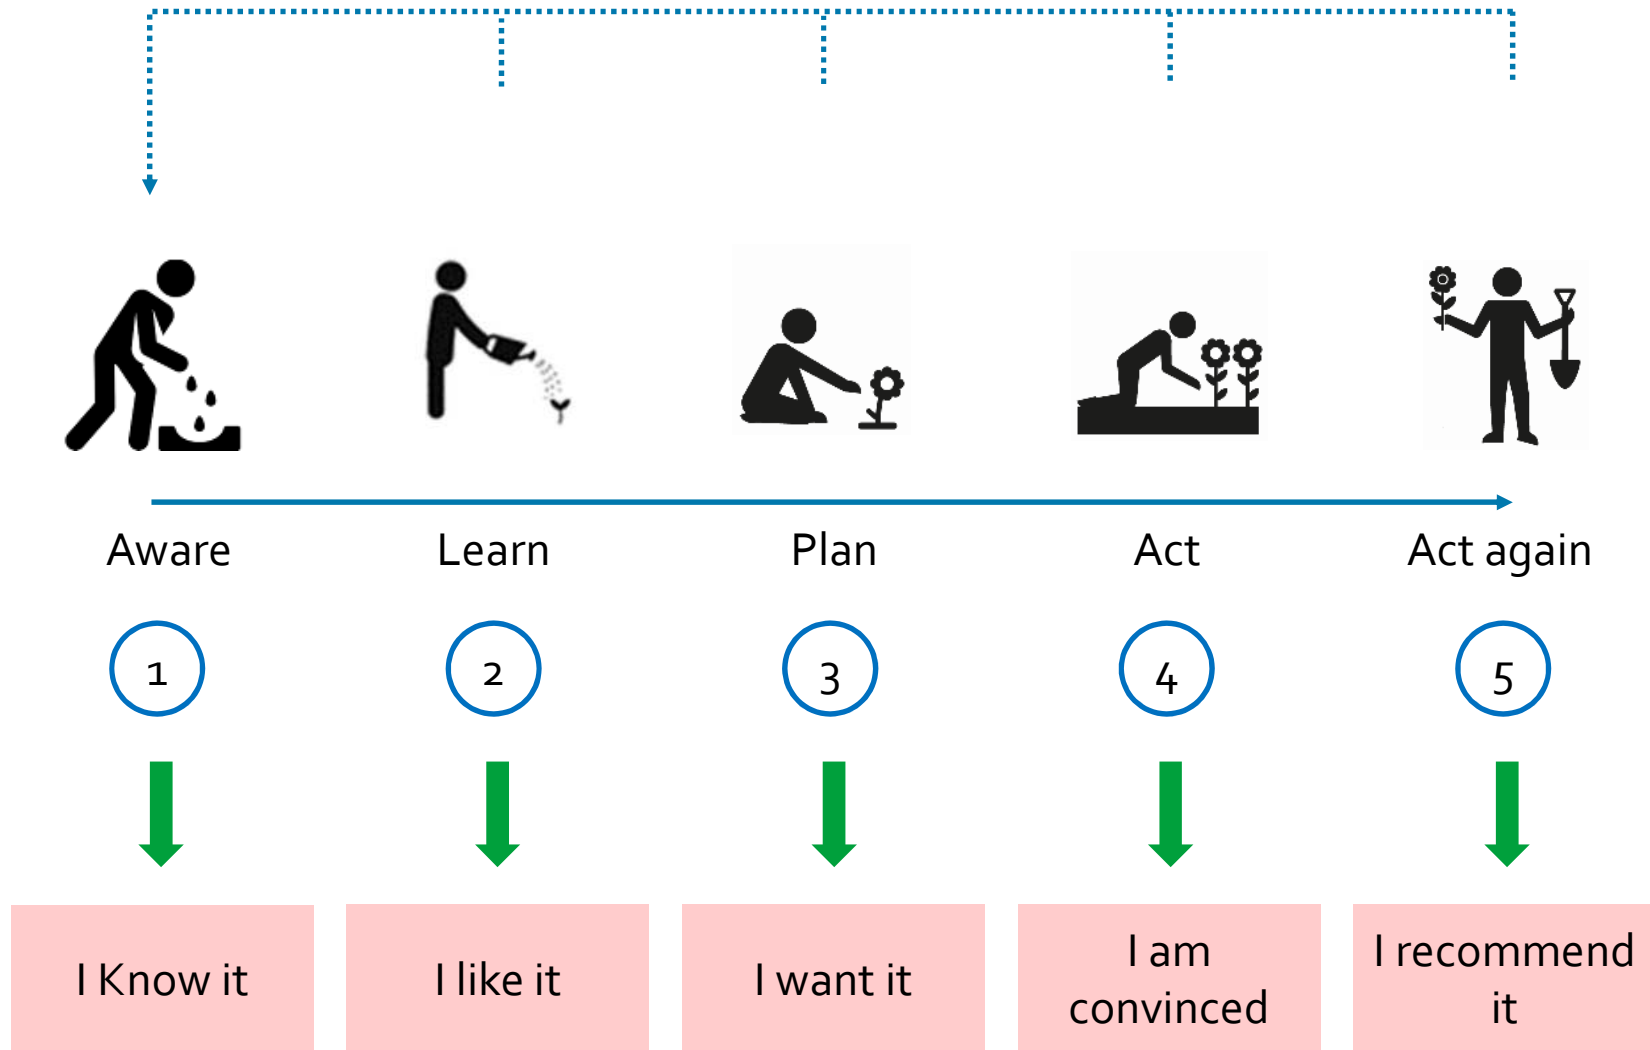 Aware
Learn
Plan
Act
Act again
1
2
3
4
5
I Know it
I like it
I want it
I am
convinced
I recommend
it